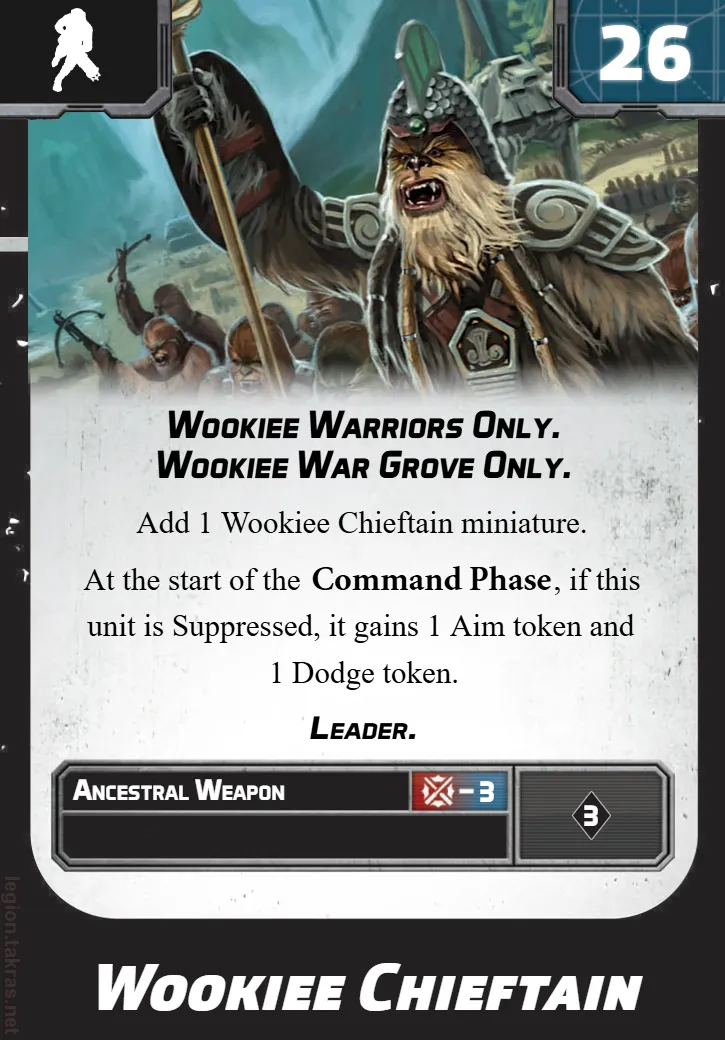 26
Wookiee Warriors Only.
Wookiee War Grove Only.
Add 1 Wookiee Chieftain miniature.
At the start of the Command Phase, if this
unit is Suppressed, it gains 1 Aim token and
1 Dodge token.
Leader.
Ancestral Weapon
– 3
3
Wookiee Chieftain
legion.takras.net